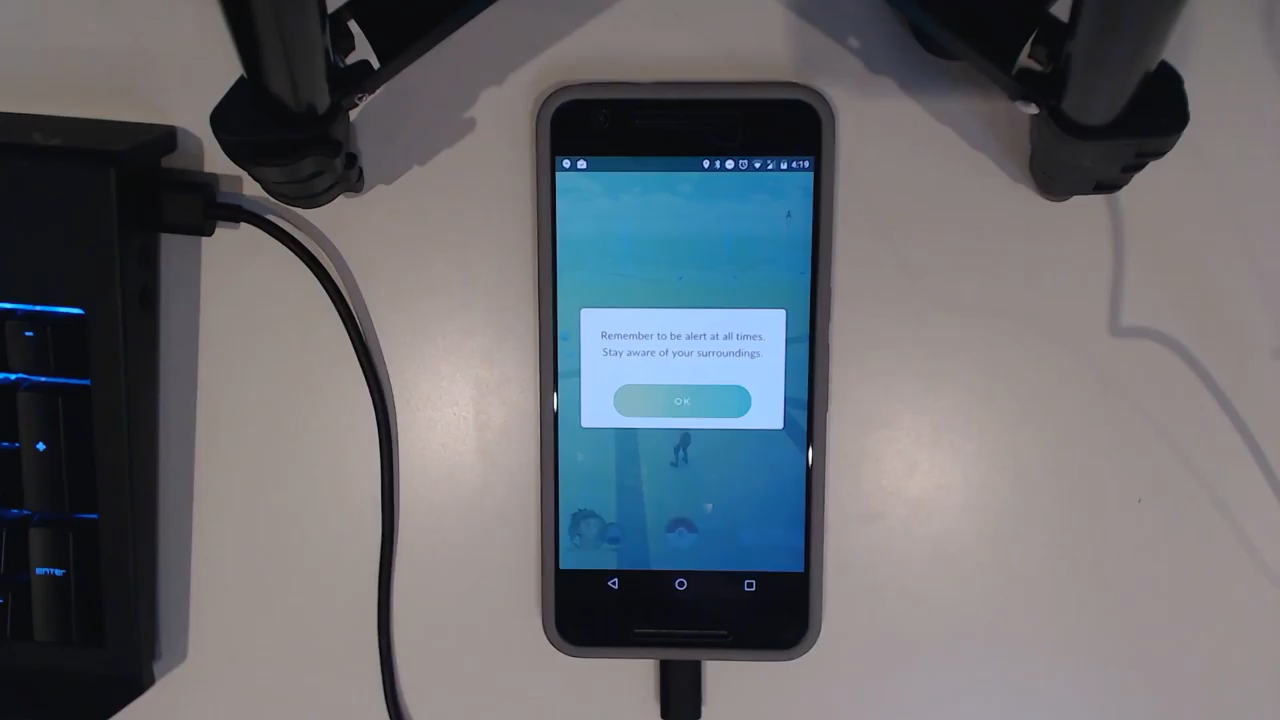 4:19
Remember to be alert at all times.
Stay aware of your surroundings.
OK
ENTER